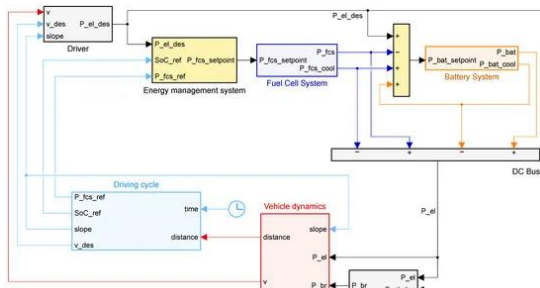 P_el_des
v
v_des P_el_des
slope
Driver
P_el_des
SoC_ref P_fcs_setpoint
P_fcs_ref
Energy management system
P_fcs
P_fcs_setpoint
P_fcs_cool
Fuel Cell System
+
−
+
+
P_bat
P_bat_setpoint
P_bat_cool
Battery System
− + − +
DC Bus
Driving cycle
P_fcs_ref
SoC_ref
slope
v_des
time
distance
Vehicle dynamics
distance
slope
P_el
v
P_br
P_el
P_br
P_el